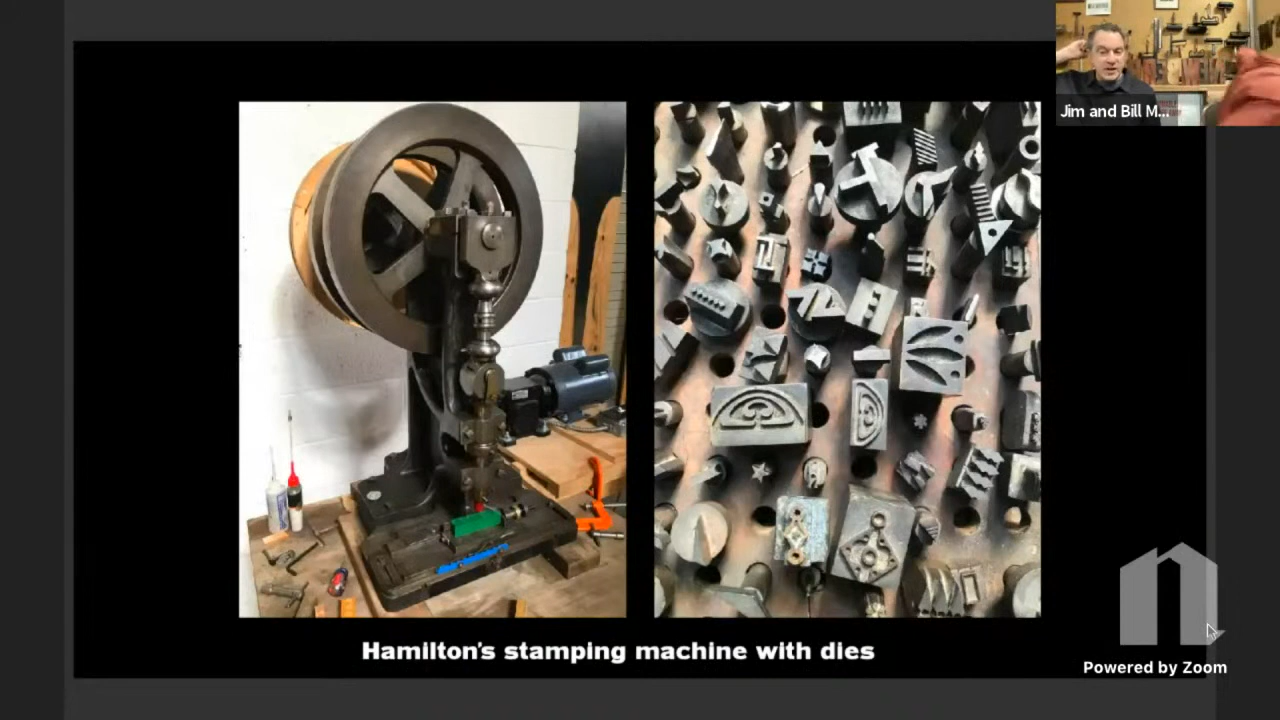 Jim and Bill M...
Hamilton's stamping machine with dies
Powered by Zoom